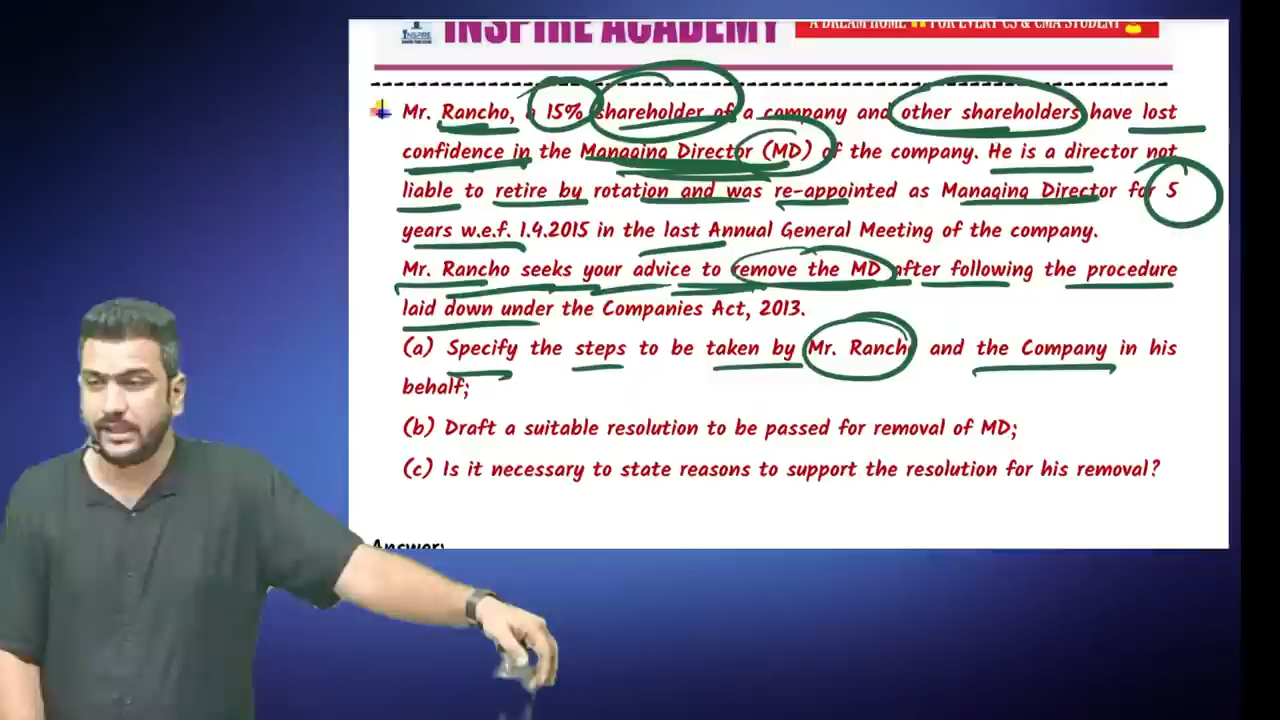 INSPIRE
INSPIRE ACADEMY
A DREAM HOME FOR EVERY CS & CMA STUDENT
Mr. Rancho, a 15% shareholder of a company and other shareholders have lost
confidence in the Managing Director (MD) of the company. He is a director not
liable to retire by rotation and was re-appointed as Managing Director for 5
years w.e.f. 1.4.2015 in the last Annual General Meeting of the company.
Mr. Rancho seeks your advice to remove the MD after following the procedure
laid down under the Companies Act, 2013.
(a) Specify the steps to be taken by Mr. Rancho and the Company in his
behalf;
(b) Draft a suitable resolution to be passed for removal of MD;
(c) Is it necessary to state reasons to support the resolution for his removal?
Answer: